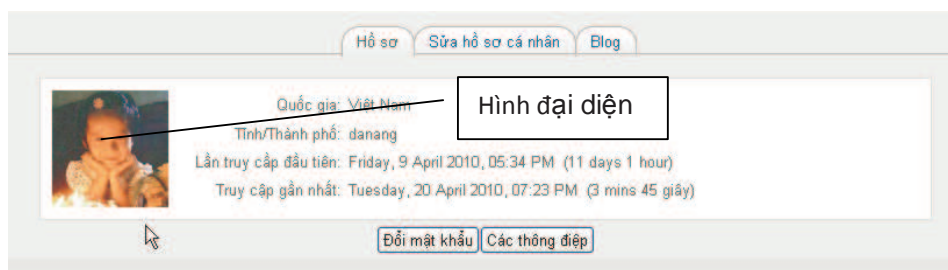 Hồ sơ Sửa hồ sơ cá nhân Blog
Hình đại diện
Quốc gia: Việt Nam
Tỉnh/Thành phố: danang
Lần truy cập đầu tiên: Friday, 9 April 2010, 05:34 PM (11 days 1 hour)
Truy cập gần nhất: Tuesday, 20 April 2010, 07:23 PM (3 mins 45 giây)
Đổi mật khẩu Các thông điệp